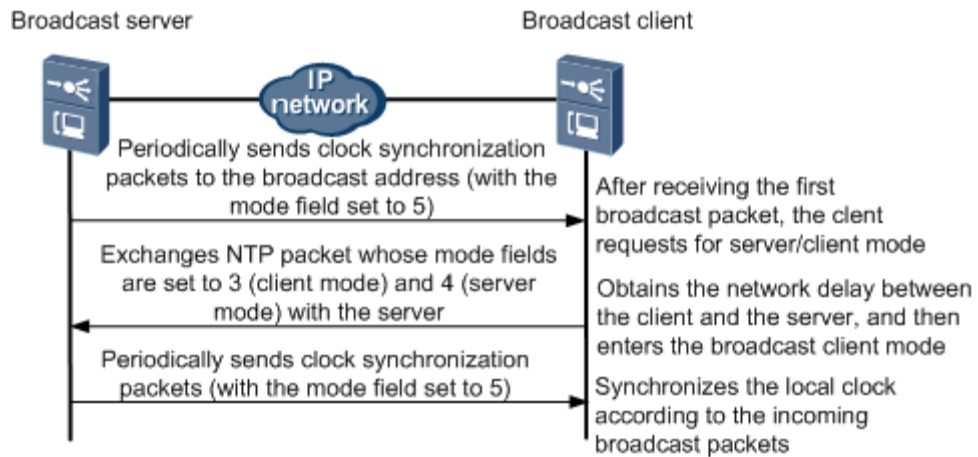 Broadcast server
Broadcast client
IP
network
Periodically sends clock synchronization
packets to the broadcast address (with the
mode field set to 5)
After receiving the first
broadcast packet, the clent
requests for server/client mode
Exchanges NTP packet whose mode fields
are set to 3 (client mode) and 4 (server
mode) with the server
Obtains the network delay between
the client and the server, and then
enters the broadcast client mode
Periodically sends clock synchronization
packets (with the mode field set to 5)
Synchronizes the local clock
according to the incoming
broadcast packets